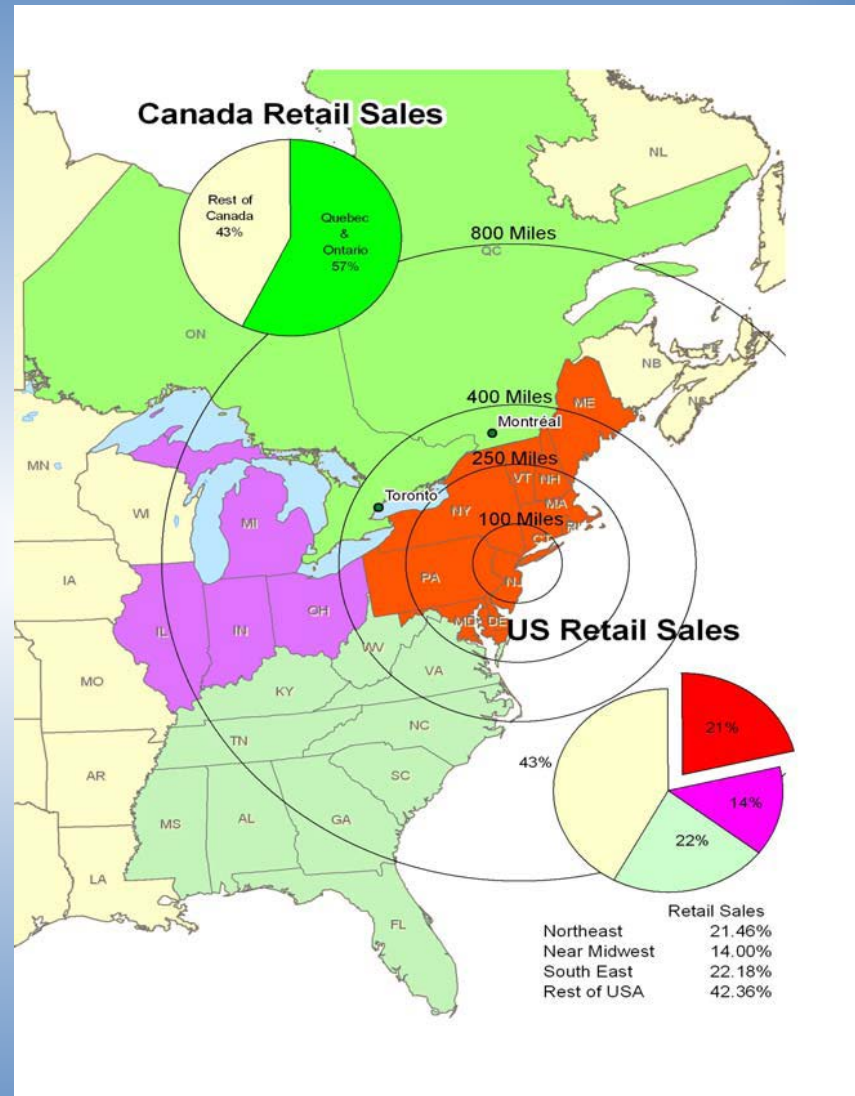 Canada Retail Sales
NL
Rest of
Canada
43%
Quebec
&
Ontario
57%
800 Miles
QC
ON
NB
400 Miles
ME
NS
Montréal
250 Miles
MN
VT
NH
Toronto
MA
WI
NY
100 Miles
RI
MI
CT
IA
PA
NJ
OH
IL
IN
MD
DE
US Retail Sales
WV
VA
MO
KY
NC
21%
TN
43%
AR
SC
14%
MS
AL
GA
22%
LA
Retail Sales
FL
Northeast 21.46%
Near Midwest 14.00%
South East 22.18%
Rest of USA 42.36%